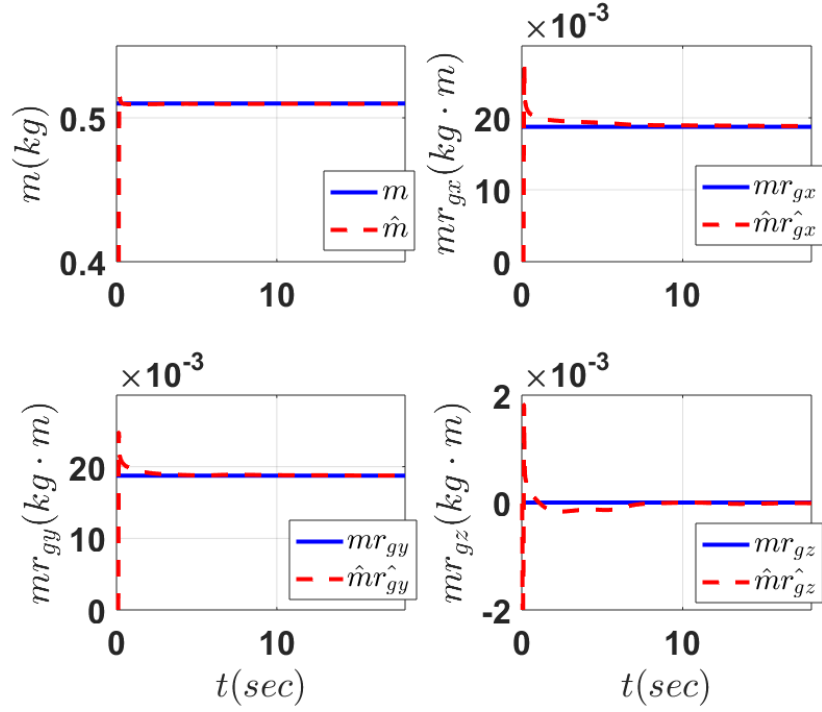 m(kg)
0.5
0.4
0 10
m
m̂
×10⁻³
mr_gx(kg · m)
20
10
0
0 10
mr_gx
m̂r̂_gx
×10⁻³
mr_gy(kg · m)
20
10
0
0 10
t(sec)
mr_gy
m̂r̂_gy
×10⁻³
mr_gz(kg · m)
2
0
-2
0 10
t(sec)
mr_gz
m̂r̂_gz